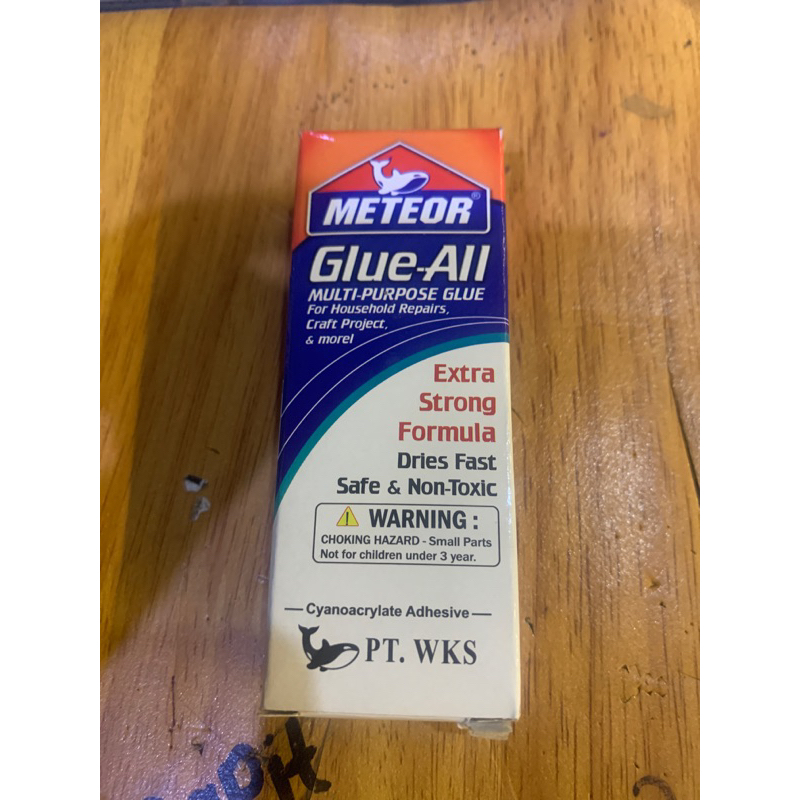 METEOR®
Glue-All
MULTI-PURPOSE GLUE
For Household Repairs,
Craft Project,
& more!
Extra
Strong
Formula
Dries Fast
Safe & Non-Toxic
WARNING :
CHOKING HAZARD - Small Parts
Not for children under 3 year.
Cyanoacrylate Adhesive
PT. WKS